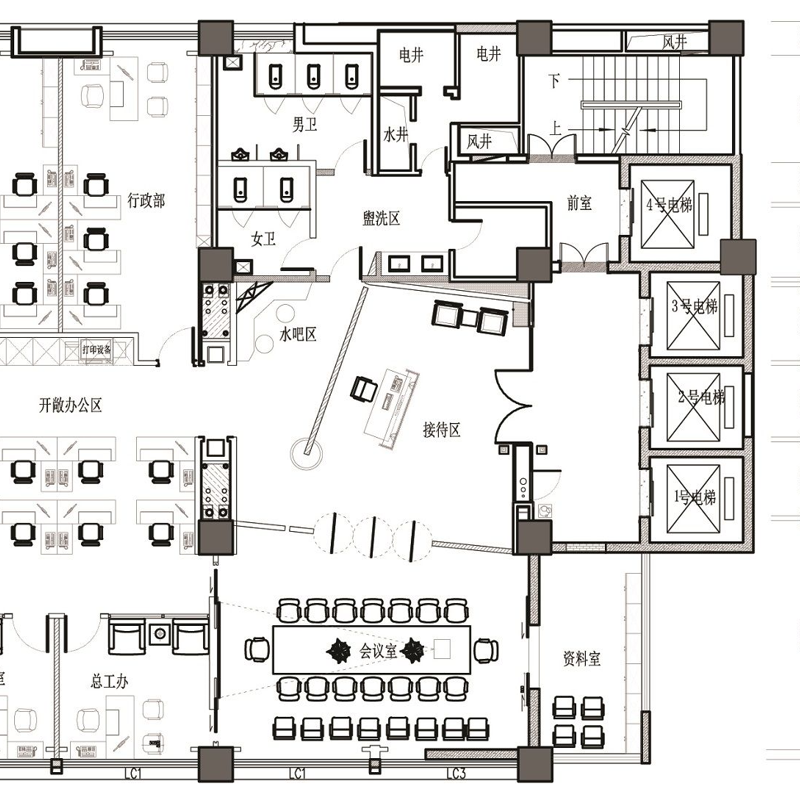 风井
电井
电井
下
男卫
水井
上
风井
行政部
前室
4号电梯
盥洗区
女卫
3号电梯
水吧区
打印设备
2号电梯
开敞办公区
接待区
1号电梯
会议室
资料室
室
总工办
LC1
LC1
LC3